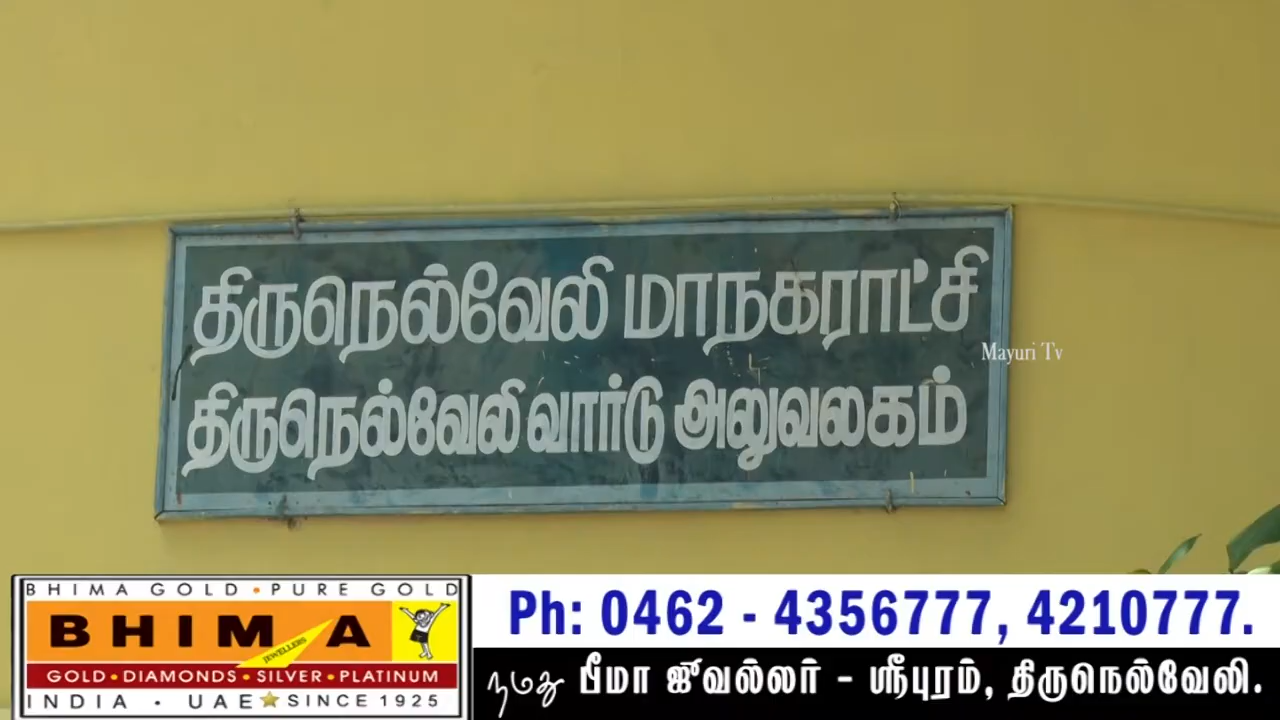 திருநெல்வேலி மாநகராட்சி
திருநெல்வேலி வார்டு அலுவலகம்
Mayuri Tv
BHIMA GOLD • PURE GOLD
BHIMA
JEWELLERS
GOLD • DIAMONDS • SILVER • PLATINUM
INDIA • UAE ★ SINCE 1925
Ph: 0462 - 4356777, 4210777.
நமது பீமா ஜுவல்லர் - ஸ்ரீபுரம், திருநெல்வேலி.